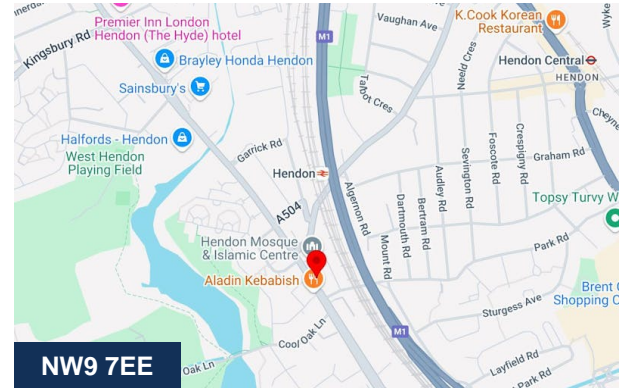 Premier Inn London
Hendon (The Hyde) hotel
Kingsbury Rd
Brayley Honda Hendon
Sainsbury's
Halfords - Hendon
West Hendon
Playing Field
Garrick Rd
Hendon
A504
Hendon Mosque
& Islamic Centre
Aladin Kebabish
Cool Oak Ln
Oak Ln
M1
Vaughan Ave
K.Cook Korean
Restaurant
Wyke
Hendon Central
HENDON
Talbot Cres
Neeld Cres
Cheyne
Graham Rd
Crespigny Rd
Foscote Rd
Sevington Rd
Audley Rd
Bertram Rd
Dartmouth Rd
Mount Rd
Algernon Rd
Topsy Turvy W
Park Rd
Brent C
Shopping C
Sturgess Ave
M1
Layfield Rd
Park Rd
NW9 7EE